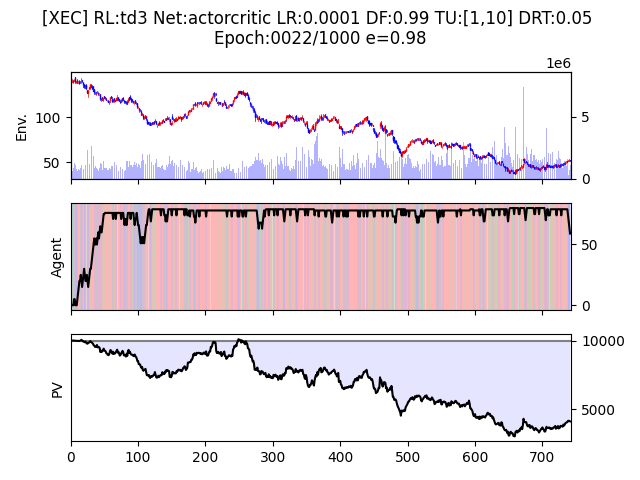 [XEC] RL:td3 Net:actorcritic LR:0.0001 DF:0.99 TU:[1,10] DRT:0.05
Epoch:0022/1000 e=0.98
1e6
Env.
100
50
5
0
Agent
50
0
PV
10000
5000
0 100 200 300 400 500 600 700